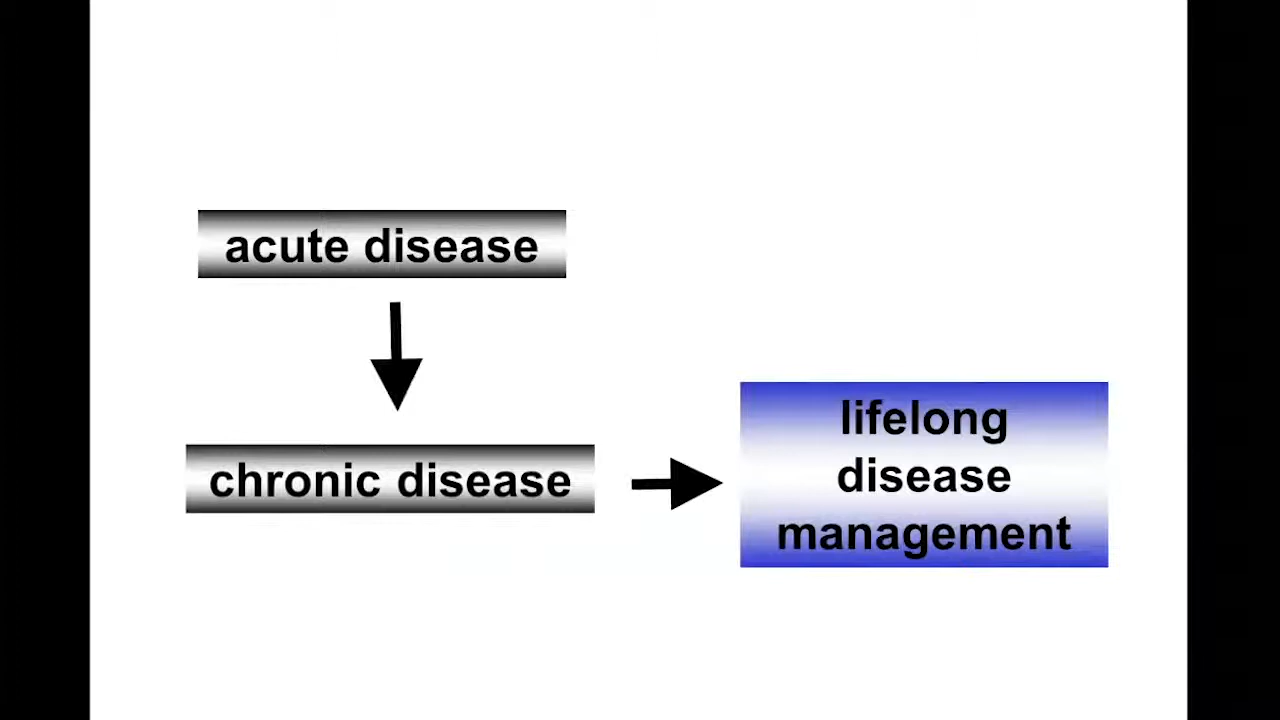 acute disease
chronic disease
lifelong
disease
management